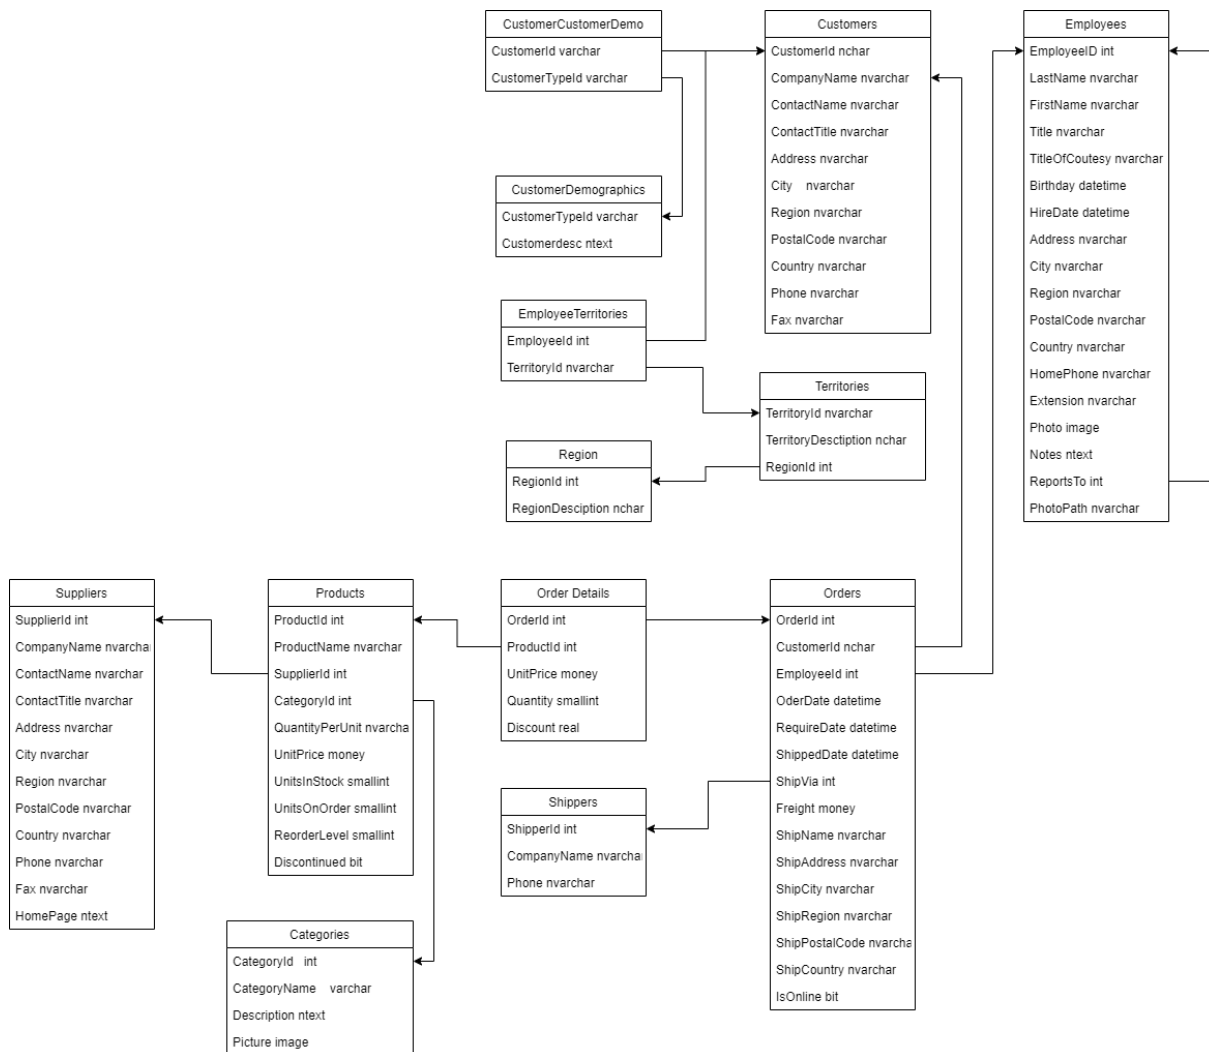 CustomerCustomerDemo
CustomerId varchar
CustomerTypeId varchar
Customers
CustomerId nchar
CompanyName nvarchar
ContactName nvarchar
ContactTitle nvarchar
Address nvarchar
City nvarchar
Region nvarchar
PostalCode nvarchar
Country nvarchar
Phone nvarchar
Fax nvarchar
Employees
EmployeeID int
LastName nvarchar
FirstName nvarchar
Title nvarchar
TitleOfCoutesy nvarchar
Birthday datetime
HireDate datetime
Address nvarchar
City nvarchar
Region nvarchar
PostalCode nvarchar
Country nvarchar
HomePhone nvarchar
Extension nvarchar
Photo image
Notes ntext
ReportsTo int
PhotoPath nvarchar
CustomerDemographics
CustomerTypeId varchar
Customerdesc ntext
EmployeeTerritories
EmployeeId int
TerritoryId nvarchar
Territories
TerritoryId nvarchar
TerritoryDesctiption nchar
RegionId int
Region
RegionId int
RegionDesciption nchar
Suppliers
SupplierId int
CompanyName nvarcha
ContactName nvarchar
ContactTitle nvarchar
Address nvarchar
City nvarchar
Region nvarchar
PostalCode nvarchar
Country nvarchar
Phone nvarchar
Fax nvarchar
HomePage ntext
Products
ProductId int
ProductName nvarchar
SupplierId int
CategoryId int
QuantityPerUnit nvarcha
UnitPrice money
UnitsInStock smallint
UnitsOnOrder smallint
ReorderLevel smallint
Discontinued bit
Order Details
OrderId int
ProductId int
UnitPrice money
Quantity smallint
Discount real
Orders
OrderId int
CustomerId nchar
EmployeeId int
OderDate datetime
RequireDate datetime
ShippedDate datetime
ShipVia int
Freight money
ShipName nvarchar
ShipAddress nvarchar
ShipCity nvarchar
ShipRegion nvarchar
ShipPostalCode nvarcha
ShipCountry nvarchar
IsOnline bit
Shippers
ShipperId int
CompanyName nvarcha
Phone nvarchar
Categories
CategoryId int
CategoryName varchar
Description ntext
Picture image